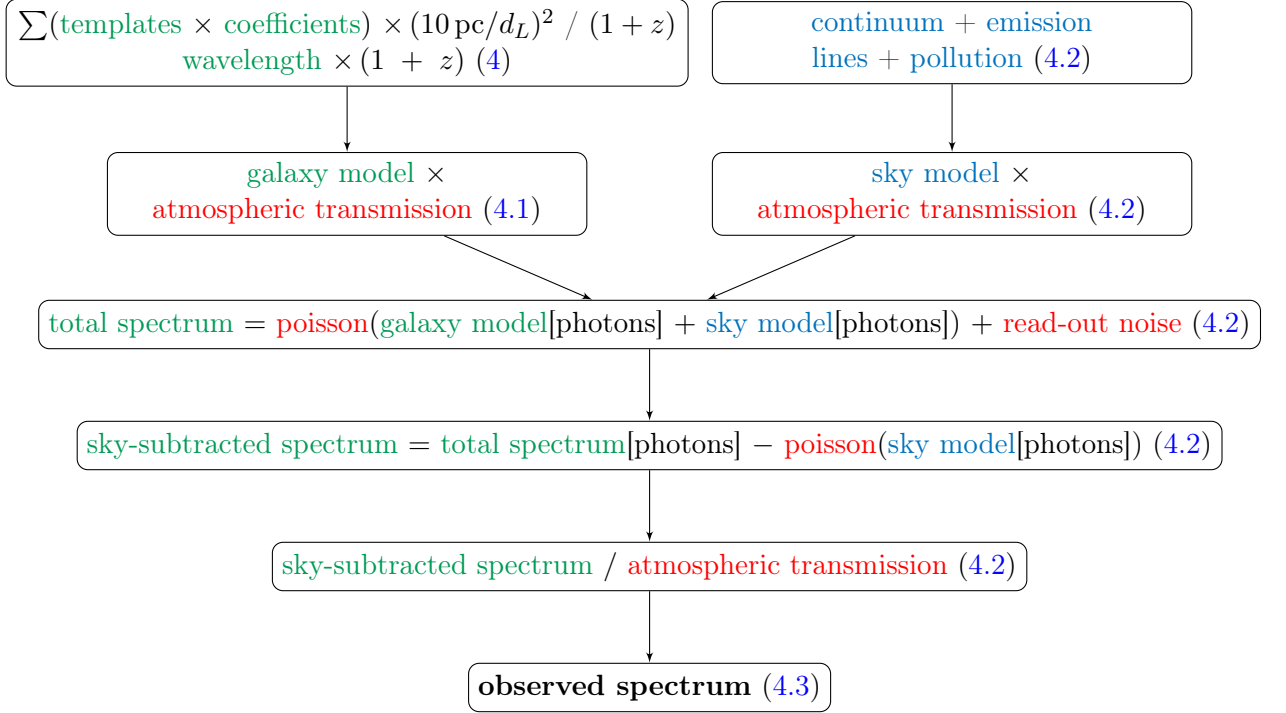 ∑(templates × coefficients) × (10 pc/d_L)² / (1 + z)
wavelength × (1 + z) (4)
continuum + emission
lines + pollution (4.2)
galaxy model ×
atmospheric transmission (4.1)
sky model ×
atmospheric transmission (4.2)
total spectrum = poisson(galaxy model[photons] + sky model[photons]) + read-out noise (4.2)
sky-subtracted spectrum = total spectrum[photons] − poisson(sky model[photons]) (4.2)
sky-subtracted spectrum / atmospheric transmission (4.2)
observed spectrum (4.3)